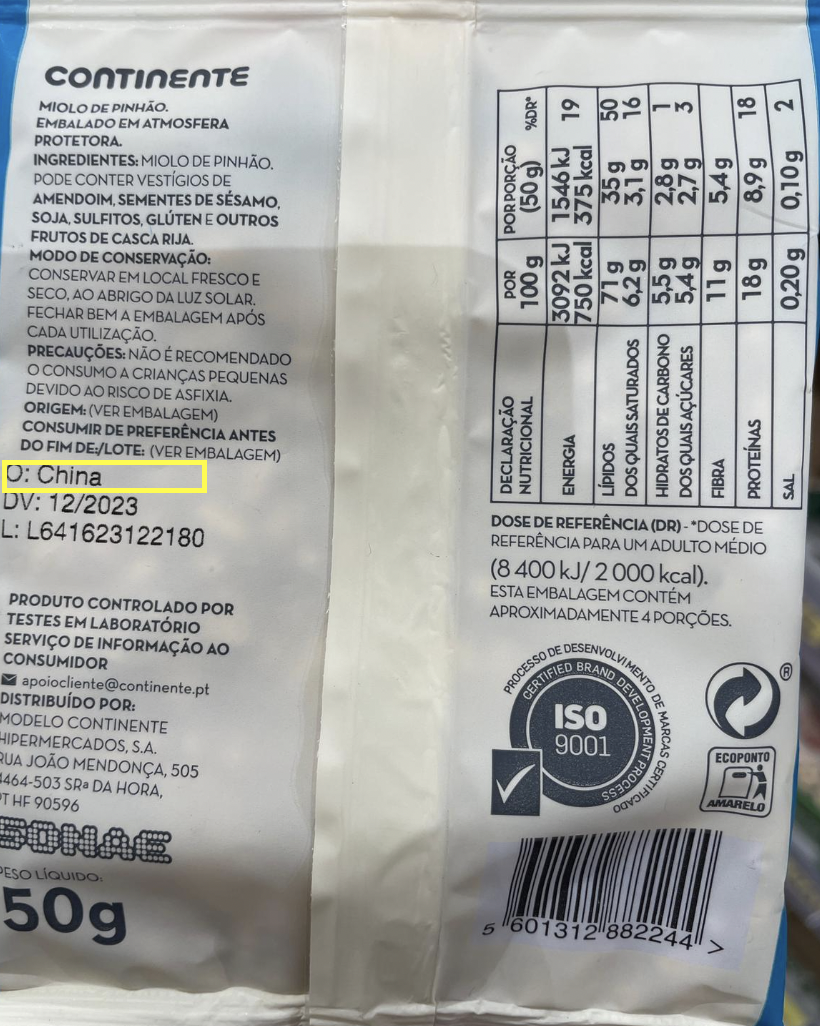 CONTINENTE
MIOLO DE PINHÃO.
EMBALADO EM ATMOSFERA
PROTETORA.
INGREDIENTES: MIOLO DE PINHÃO.
PODE CONTER VESTÍGIOS DE
AMENDOIM, SEMENTES DE SÉSAMO,
SOJA, SULFITOS, GLÚTEN E OUTROS
FRUTOS DE CASCA RIJA.
MODO DE CONSERVAÇÃO:
CONSERVAR EM LOCAL FRESCO E
SECO, AO ABRIGO DA LUZ SOLAR.
FECHAR BEM A EMBALAGEM APÓS
CADA UTILIZAÇÃO.
PRECAUÇÕES: NÃO É RECOMENDADO
O CONSUMO A CRIANÇAS PEQUENAS
DEVIDO AO RISCO DE ASFIXIA.
ORIGEM: (VER EMBALAGEM)
CONSUMIR DE PREFERÊNCIA ANTES
DO FIM DE:/LOTE: (VER EMBALAGEM)
O: China
DV: 12/2023
L: L641623122180
PRODUTO CONTROLADO POR
TESTES EM LABORATÓRIO
SERVIÇO DE INFORMAÇÃO AO
CONSUMIDOR
apoiocliente@continente.pt
DISTRIBUÍDO POR:
MODELO CONTINENTE
HIPERMERCADOS, S.A.
RUA JOÃO MENDONÇA, 505
4464-503 SRª DA HORA,
PT HF 90596
SONAE
PESO LÍQUIDO:
50g
DECLARAÇÃO NUTRICIONAL POR 100 g POR PORÇÃO (50 g) %DR*
ENERGIA 3092 kJ 750 kcal 1546 kJ 375 kcal 19
LÍPIDOS 71 g 35 g 50
DOS QUAIS SATURADOS 6,2 g 3,1 g 16
HIDRATOS DE CARBONO 5,5 g 2,8 g 1
DOS QUAIS AÇÚCARES 5,4 g 2,7 g 3
FIBRA 11 g 5,4 g
PROTEÍNAS 18 g 8,9 g 18
SAL 0,20 g 0,10 g 2
DOSE DE REFERÊNCIA (DR) - *DOSE DE
REFERÊNCIA PARA UM ADULTO MÉDIO
(8 400 kJ/ 2 000 kcal).
ESTA EMBALAGEM CONTÉM
APROXIMADAMENTE 4 PORÇÕES.
PROCESSO DE DESENVOLVIMENTO DE MARCAS CERTIFICADO
CERTIFIED BRAND DEVELOPMENT PROCESS
ISO
9001
®
ECOPONTO
AMARELO
5 601312 882244 >